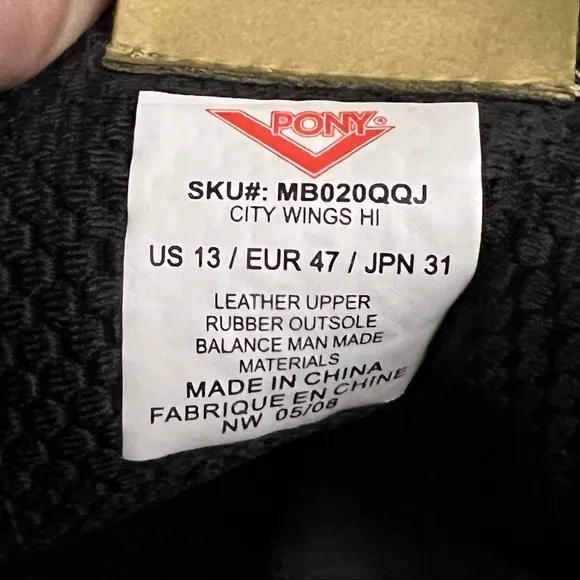 PONY®
SKU#: MB020QQJ
CITY WINGS HI
US 13 / EUR 47 / JPN 31
LEATHER UPPER
RUBBER OUTSOLE
BALANCE MAN MADE
MATERIALS
MADE IN CHINA
FABRIQUE EN CHINE
NW 05/08